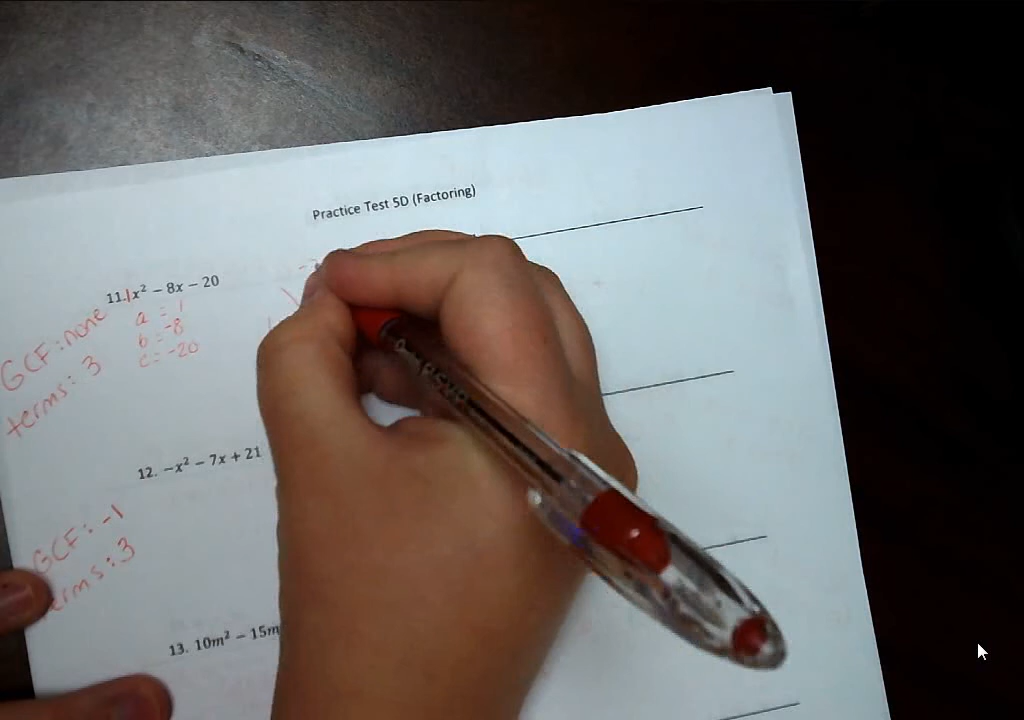 Practice Test 5D (Factoring)
11. 1x² − 8x − 20
a = 1
b = -8
c = -20
GCF: none
terms: 3
12. −x² − 7x + 21
GCF: -1
terms: 3
13. 10m² − 15m